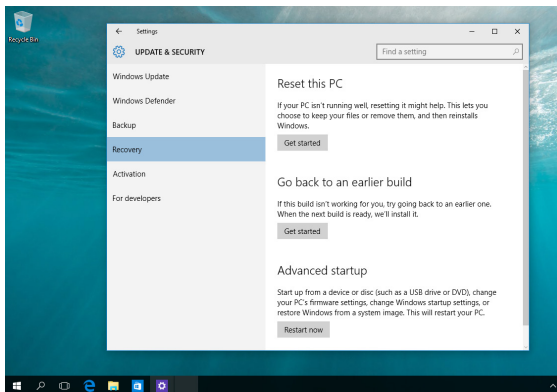 Recycle Bin
Settings
UPDATE & SECURITY
Find a setting
Windows Update
Windows Defender
Backup
Recovery
Activation
For developers
Reset this PC
If your PC isn't running well, resetting it might help. This lets you
choose to keep your files or remove them, and then reinstalls
Windows.
Get started
Go back to an earlier build
If this build isn't working for you, try going back to an earlier one.
When the next build is ready, we'll install it.
Get started
Advanced startup
Start up from a device or disc (such as a USB drive or DVD), change
your PC's firmware settings, change Windows startup settings, or
restore Windows from a system image. This will restart your PC.
Restart now